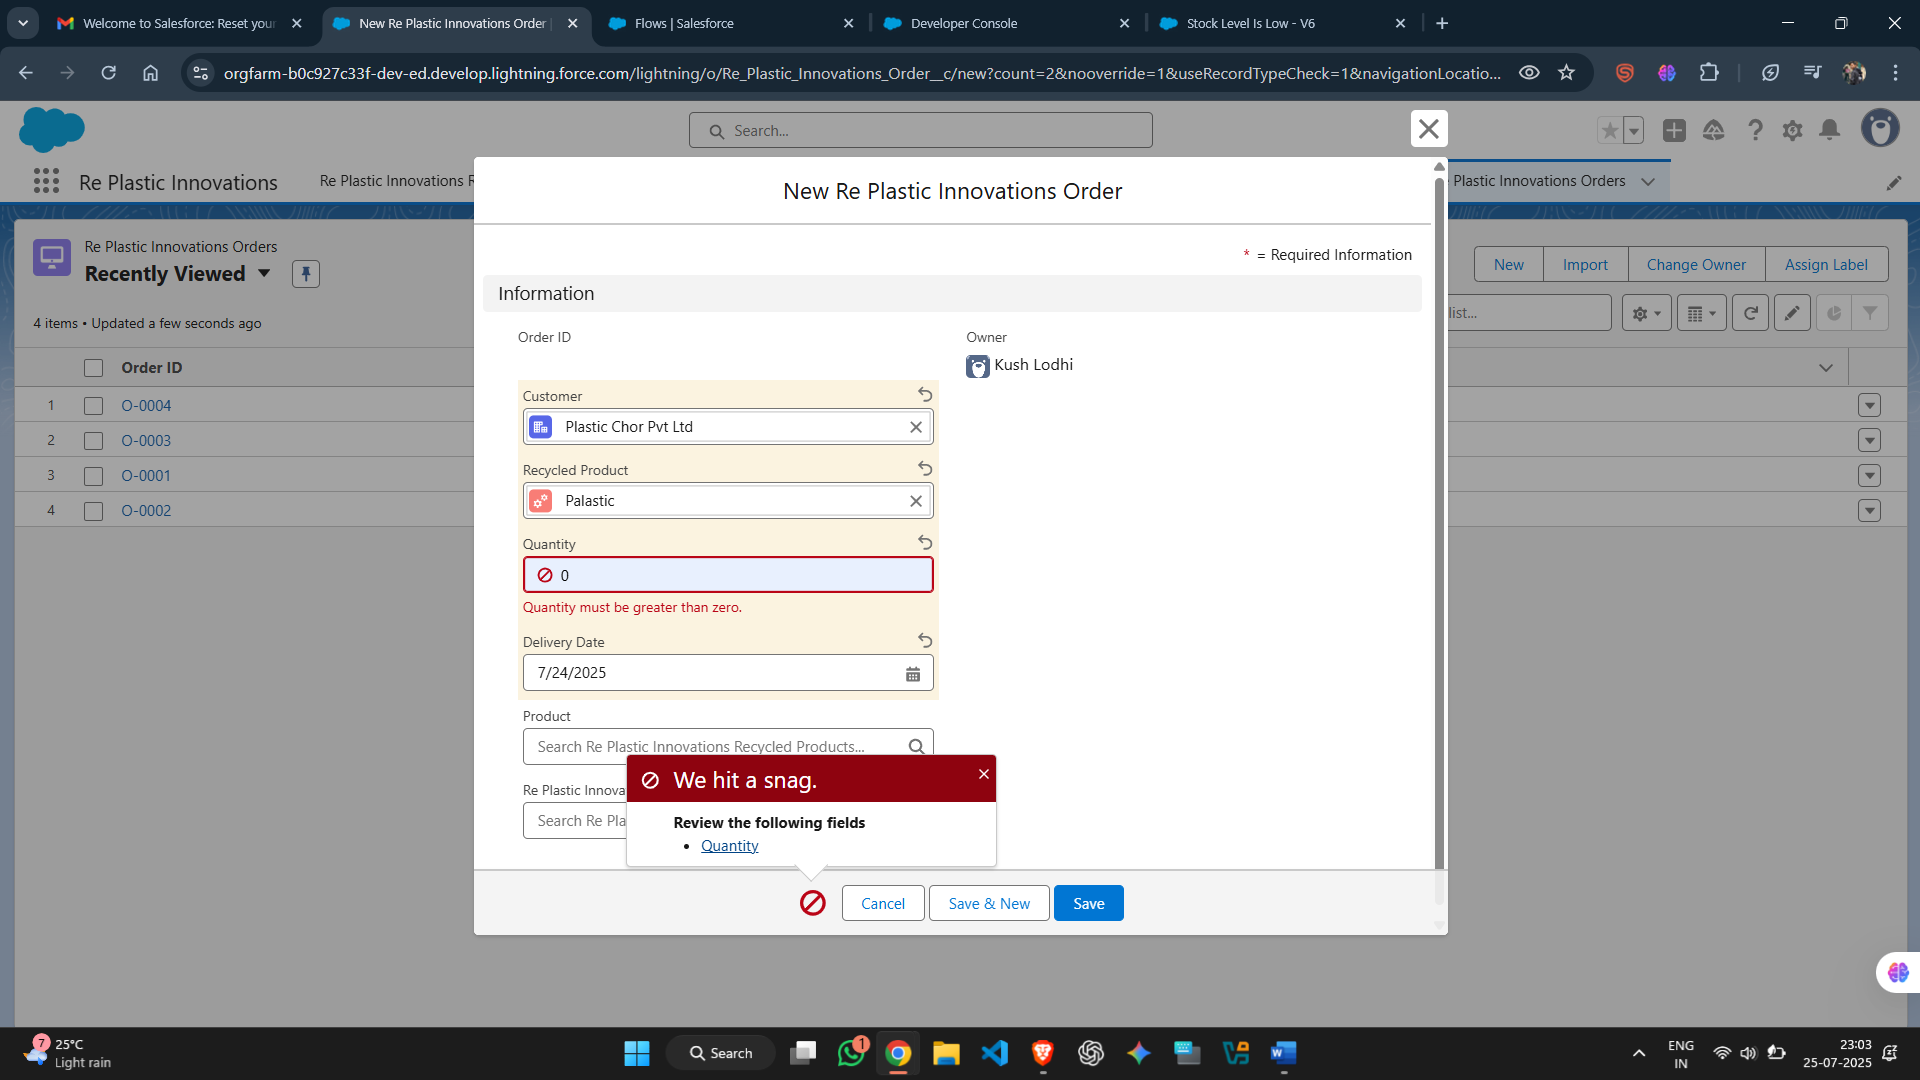 Welcome to Salesforce: Reset your
New Re Plastic Innovations Order |
Flows | Salesforce
Developer Console
Stock Level Is Low - V6
orgfarm-b0c927c33f-dev-ed.develop.lightning.force.com/lightning/o/Re_Plastic_Innovations_Order__c/new?count=2&nooverride=1&useRecordTypeCheck=1&navigationLocatio...
Search...
Re Plastic Innovations
Re Plastic Innovations R
Plastic Innovations Orders
Re Plastic Innovations Orders
Recently Viewed
New
Import
Change Owner
Assign Label
4 items • Updated a few seconds ago
list...
Order ID
1 O-0004
2 O-0003
3 O-0001
4 O-0002
New Re Plastic Innovations Order
* = Required Information
Information
Order ID
Owner
Kush Lodhi
Customer
Plastic Chor Pvt Ltd
Recycled Product
Palastic
Quantity
0
Quantity must be greater than zero.
Delivery Date
7/24/2025
Product
Search Re Plastic Innovations Recycled Products...
Re Plastic Innova
Search Re Pla
We hit a snag.
Review the following fields
• Quantity
Cancel
Save & New
Save
7
25°C
Light rain
Search
1
ENG
IN
23:03
25-07-2025